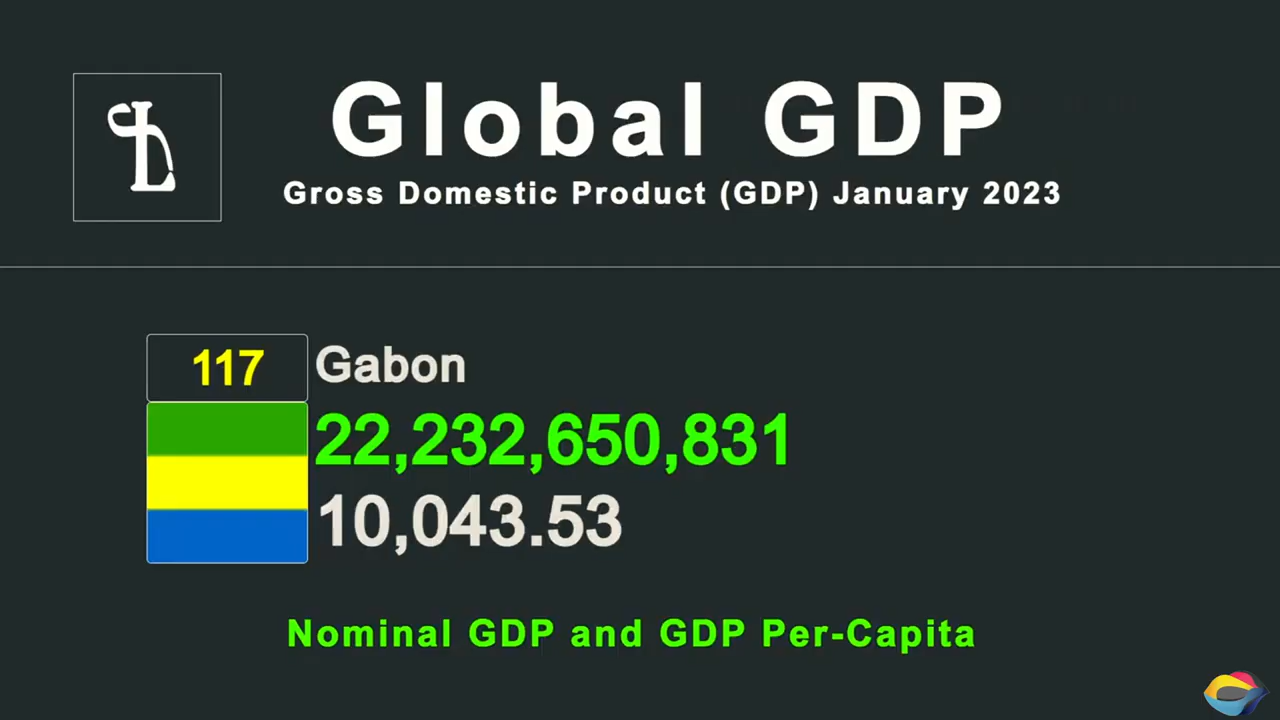 Global GDP
Gross Domestic Product (GDP) January 2023
117
Gabon
22,232,650,831
10,043.53
Nominal GDP and GDP Per-Capita